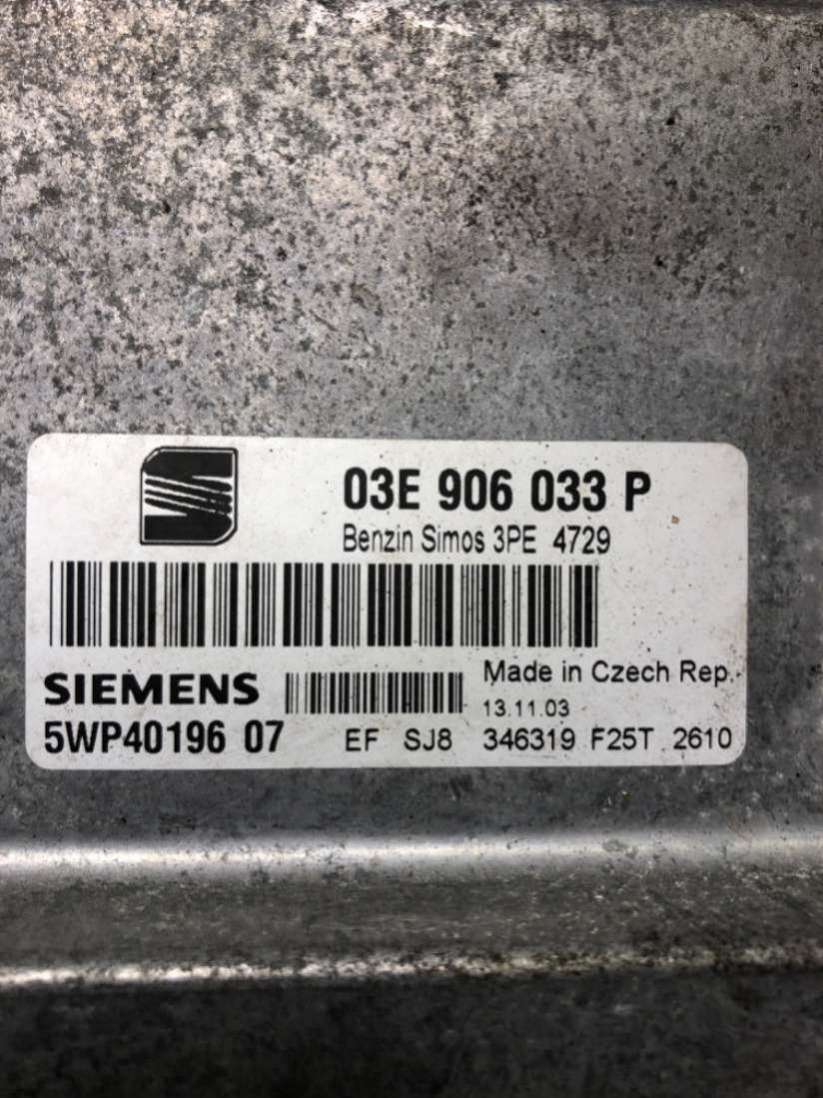 03E 906 033 P
Benzin Simos 3PE 4729
SIEMENS
Made in Czech Rep.
13.11.03
5WP40196 07 EF SJ8 346319 F25T 2610